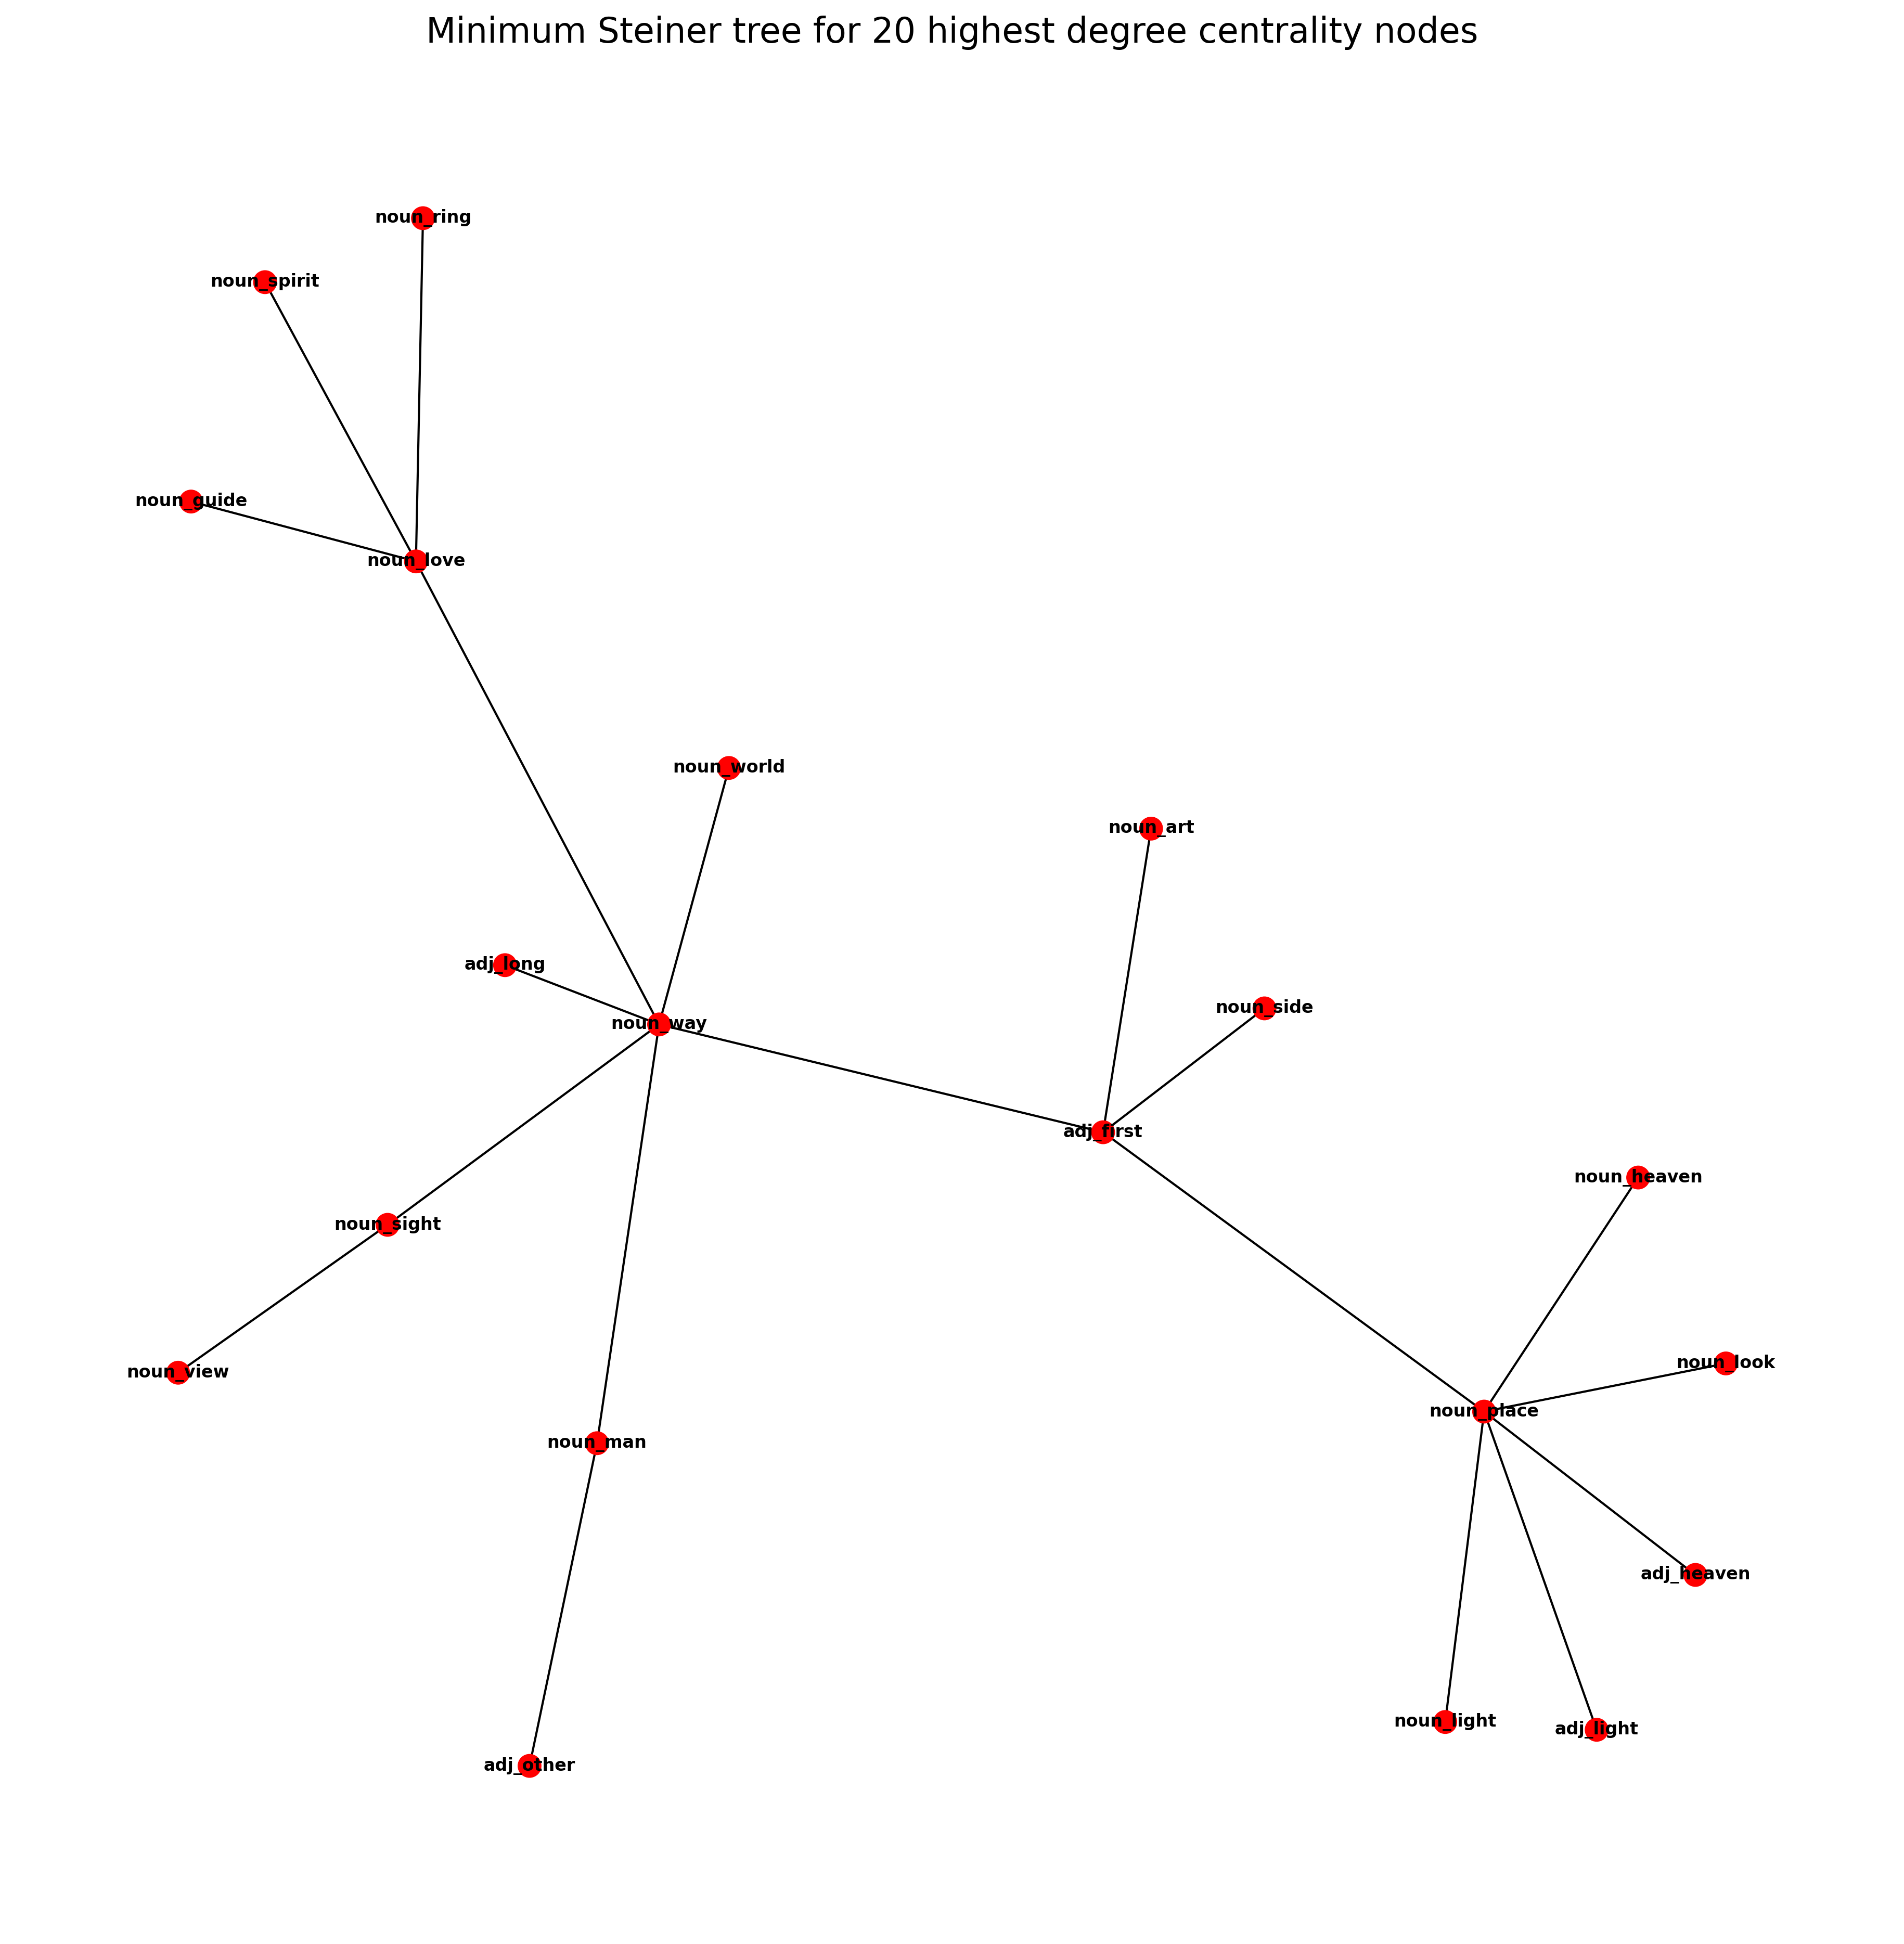 Minimum Steiner tree for 20 highest degree centrality nodes
noun_ring
noun_spirit
noun_guide
noun_love
noun_world
noun_art
adj_long
noun_side
noun_way
adj_first
noun_heaven
noun_sight
noun_look
noun_view
noun_place
noun_man
adj_heaven
noun_light
adj_light
adj_other